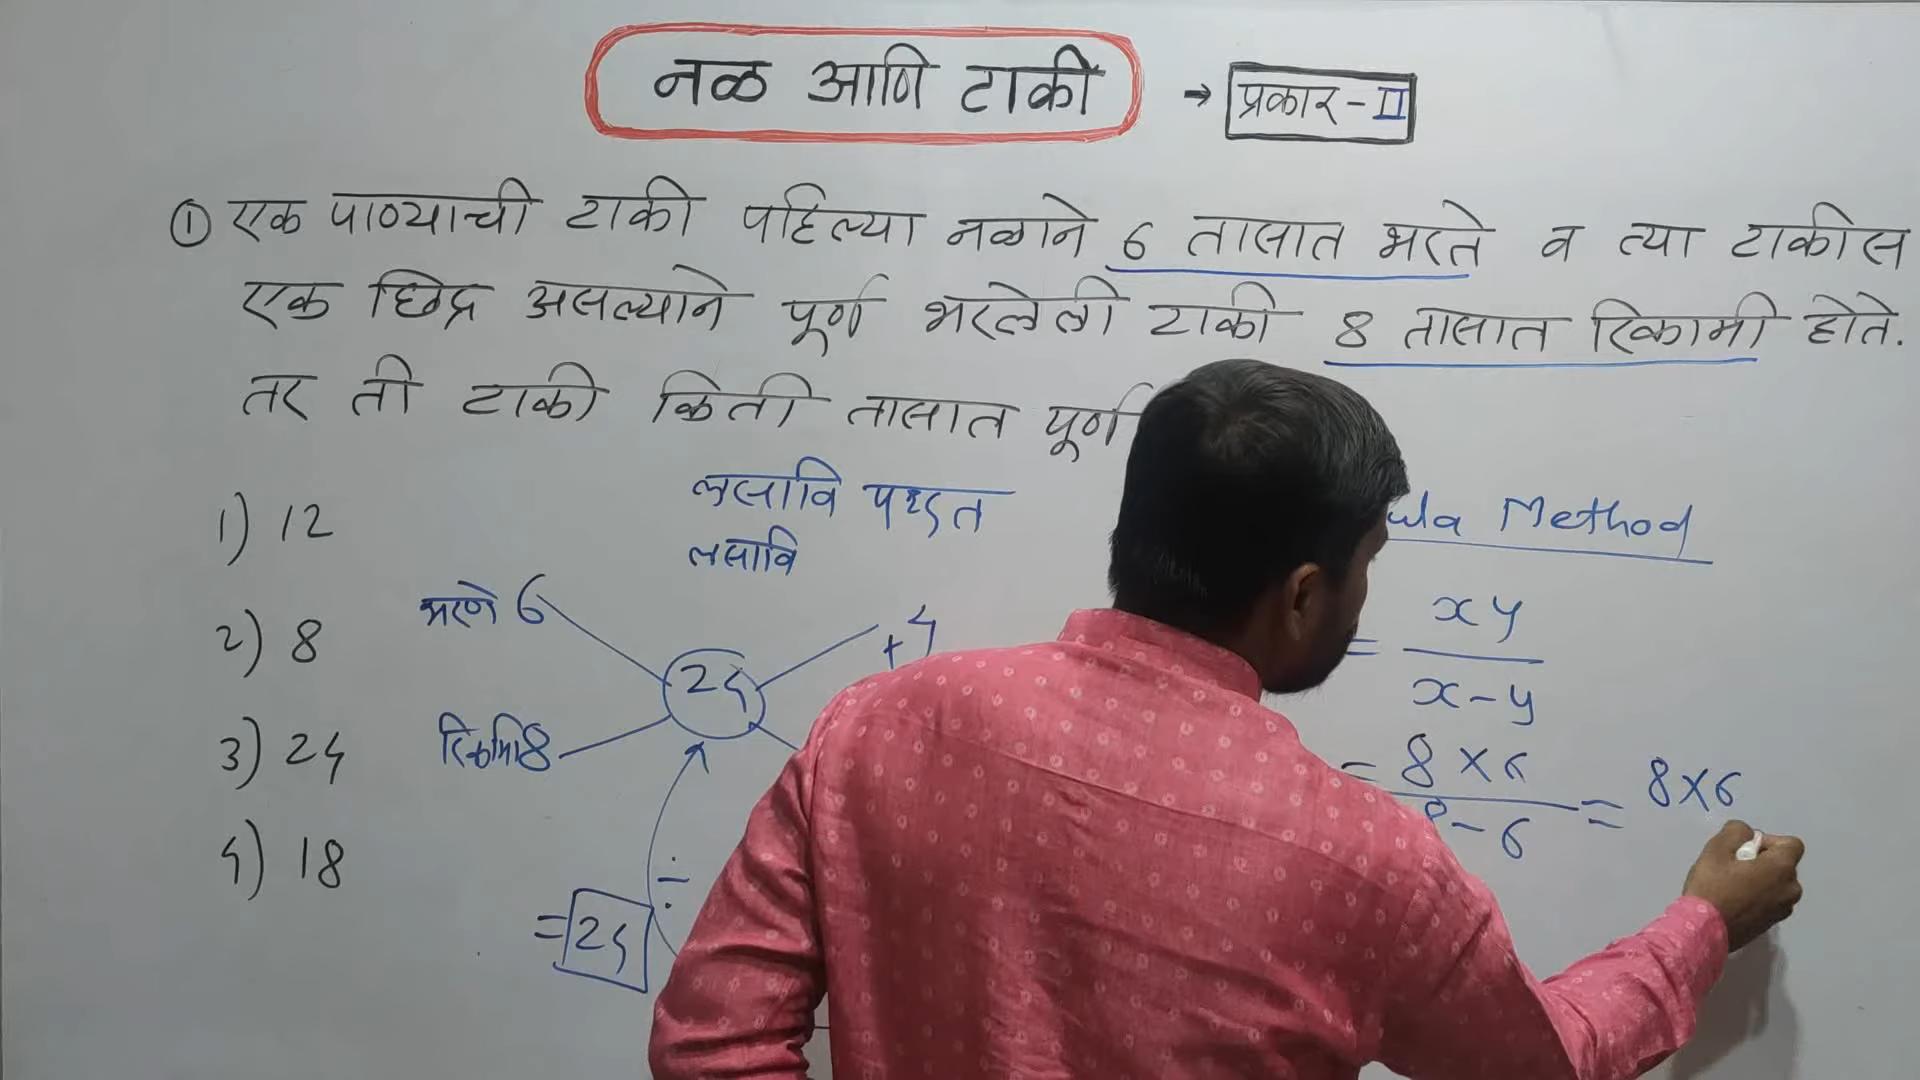 नळ आणि टाकी → प्रकार-II
① एक पाण्याची टाकी पहिल्या नळाने 6 तासात भरते व त्या टाकीस
एक छिद्र असल्याने पूर्ण भरलेली टाकी 8 तासात रिकामी होते.
तर ती टाकी किती तासात पूर्ण
1) 12
2) 8
3) 24
4) 18
लसावि पद्धत
लसावि
भरणे 6
24
+4
रिकामी 8
÷
= 24
Method
= xy
x-y
= 8×6
8-6
= 8×6